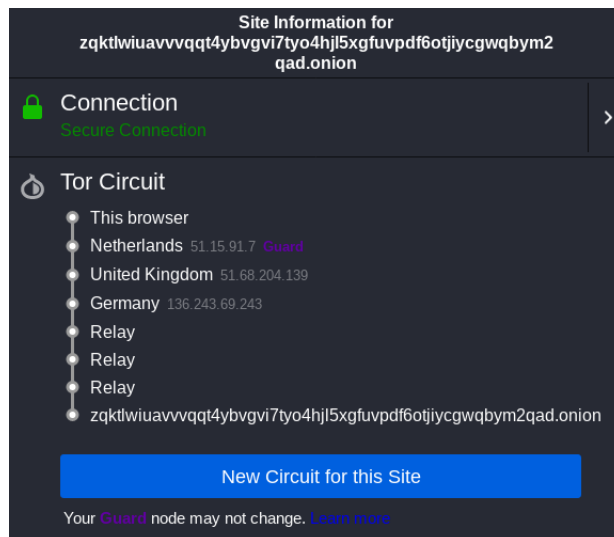 Site Information for
zqktlwiuavvvqqt4ybvgvi7tyo4hjl5xgfuvpdf6otjiycgwqbym2
qad.onion
Connection
Secure Connection
Tor Circuit
This browser
Netherlands 51.15.91.7 Guard
United Kingdom 51.68.204.139
Germany 136.243.69.243
Relay
Relay
Relay
zqktlwiuavvvqqt4ybvgvi7tyo4hjl5xgfuvpdf6otjiycgwqbym2qad.onion
New Circuit for this Site
Your Guard node may not change. Learn more